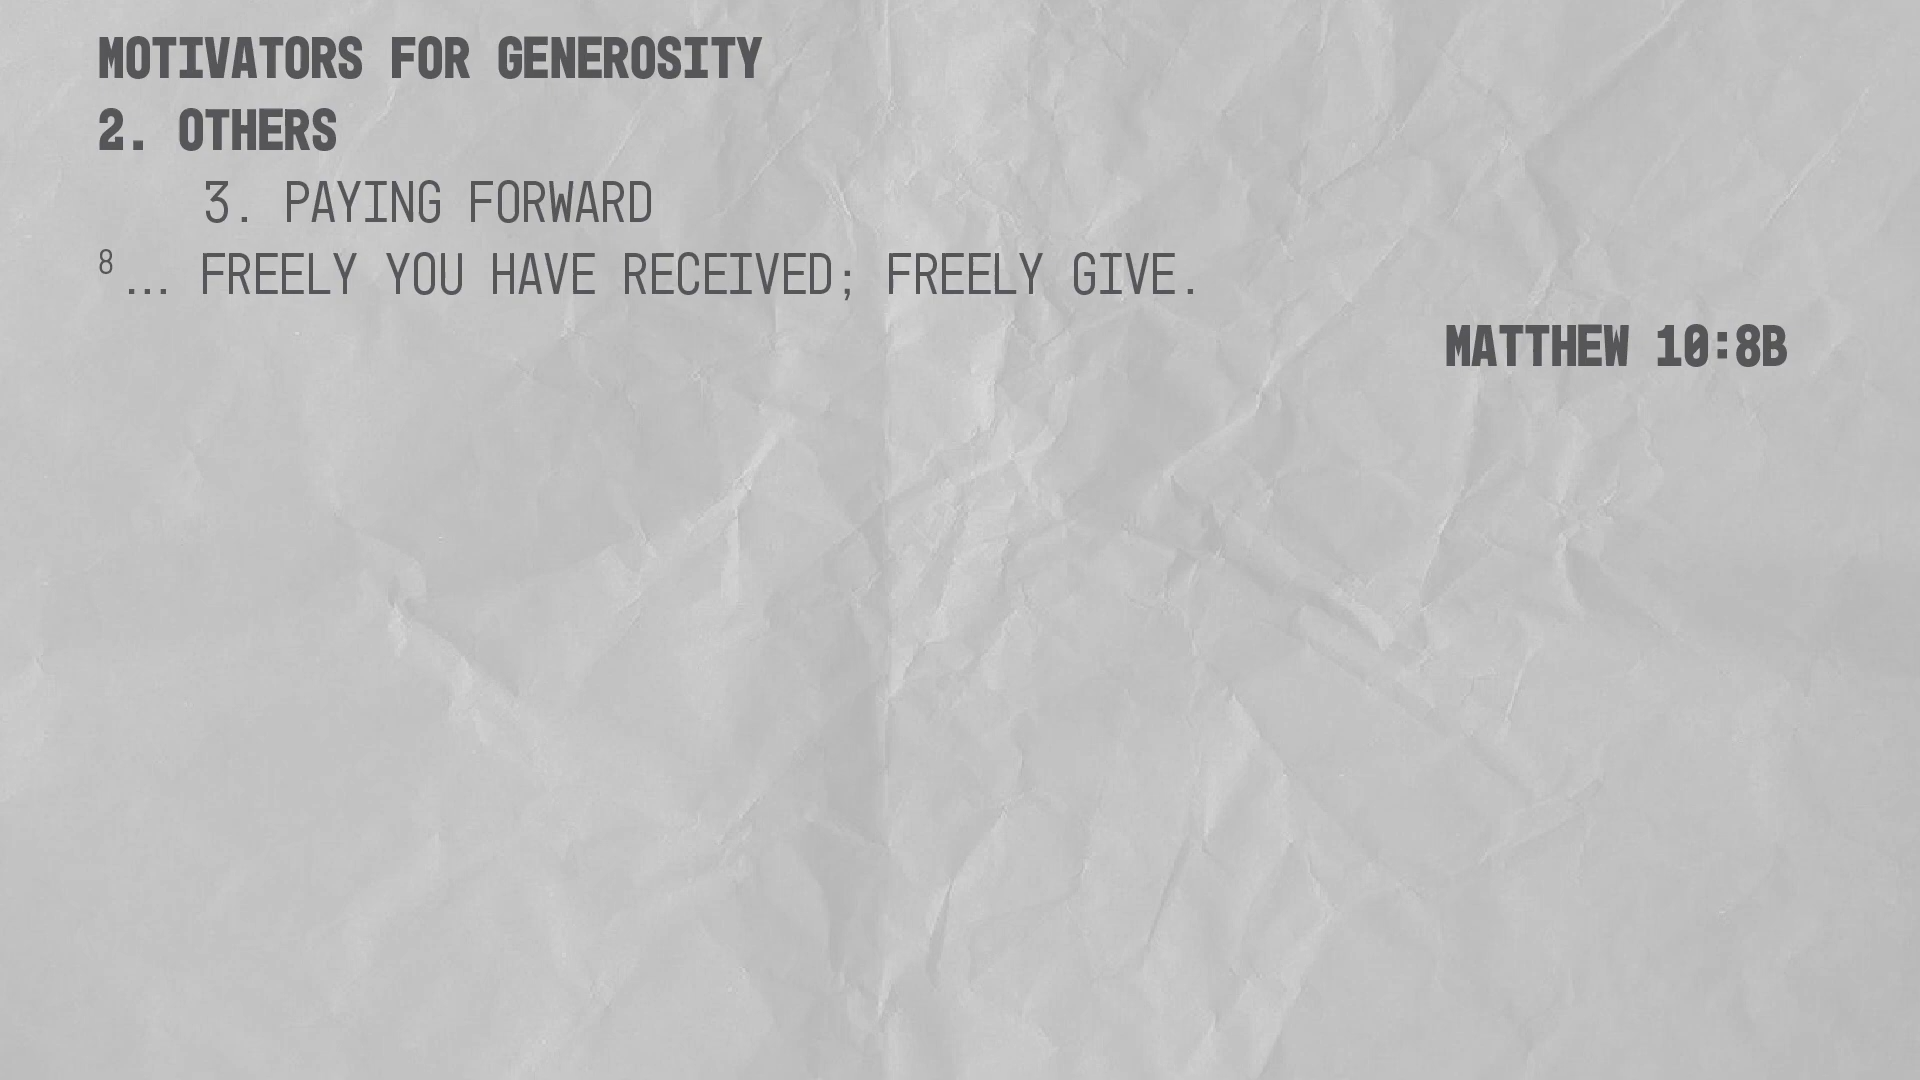 MOTIVATORS FOR GENEROSITY
2. OTHERS
3. PAYING FORWARD
8 ... FREELY YOU HAVE RECEIVED; FREELY GIVE.
MATTHEW 10:8B